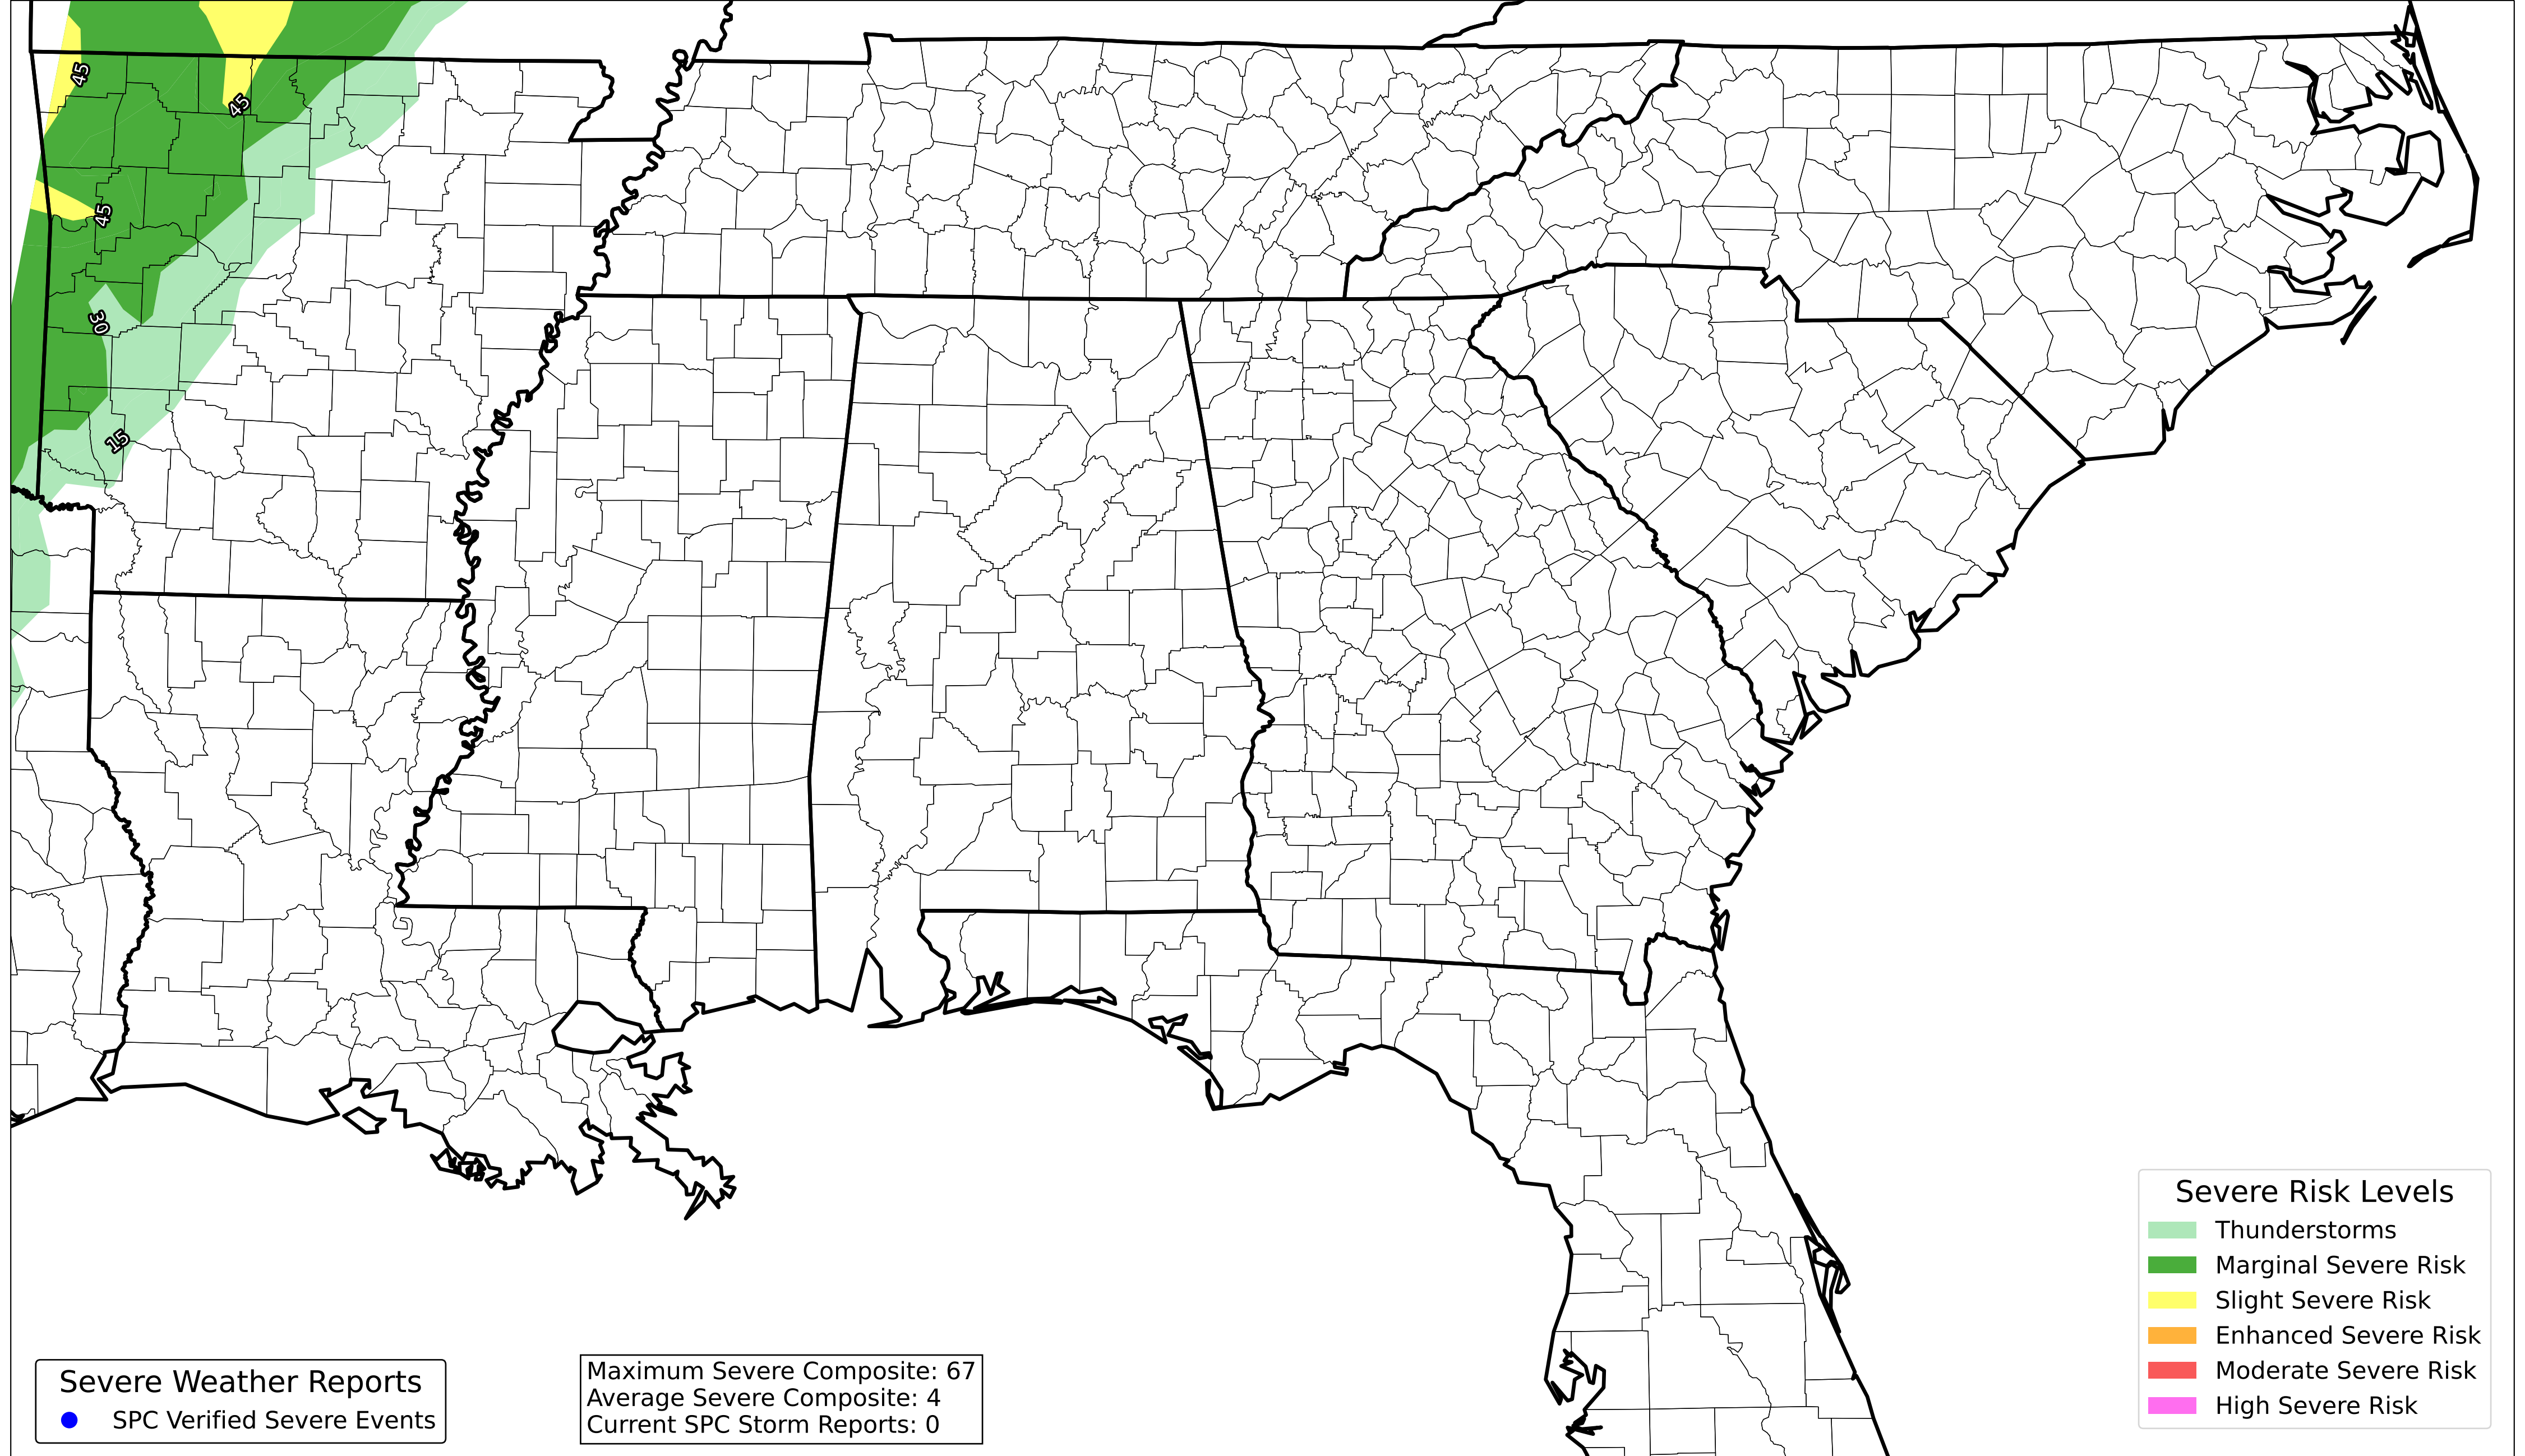 45
45
45
30
15
Severe Risk Levels
Thunderstorms
Marginal Severe Risk
Slight Severe Risk
Enhanced Severe Risk
Moderate Severe Risk
High Severe Risk
Severe Weather Reports
SPC Verified Severe Events
Maximum Severe Composite: 67
Average Severe Composite: 4
Current SPC Storm Reports: 0